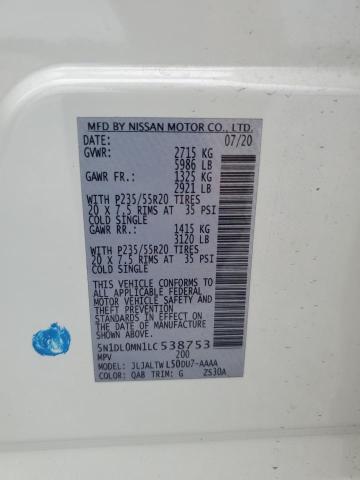 MFD BY NISSAN MOTOR CO., LTD.
DATE: 07/20
GVWR: 2715 KG
5986 LB
GAWR FR.: 1325 KG
2921 LB
WITH P235/55R20 TIRES
20 X 7.5 RIMS AT 35 PSI
COLD SINGLE
GAWR RR.: 1415 KG
3120 LB
WITH P235/55R20 TIRES
20 X 7.5 RIMS AT 35 PSI
COLD SINGLE
THIS VEHICLE CONFORMS TO
ALL APPLICABLE FEDERAL
MOTOR VEHICLE SAFETY AND
THEFT PREVENTION
STANDARDS IN EFFECT ON
THE DATE OF MANUFACTURE
SHOWN ABOVE.
5N1DL0MN1LC538753
MPV 200
MODEL: JLJALTWL50DU7-AAAA
COLOR: QAB TRIM: G ZS30A